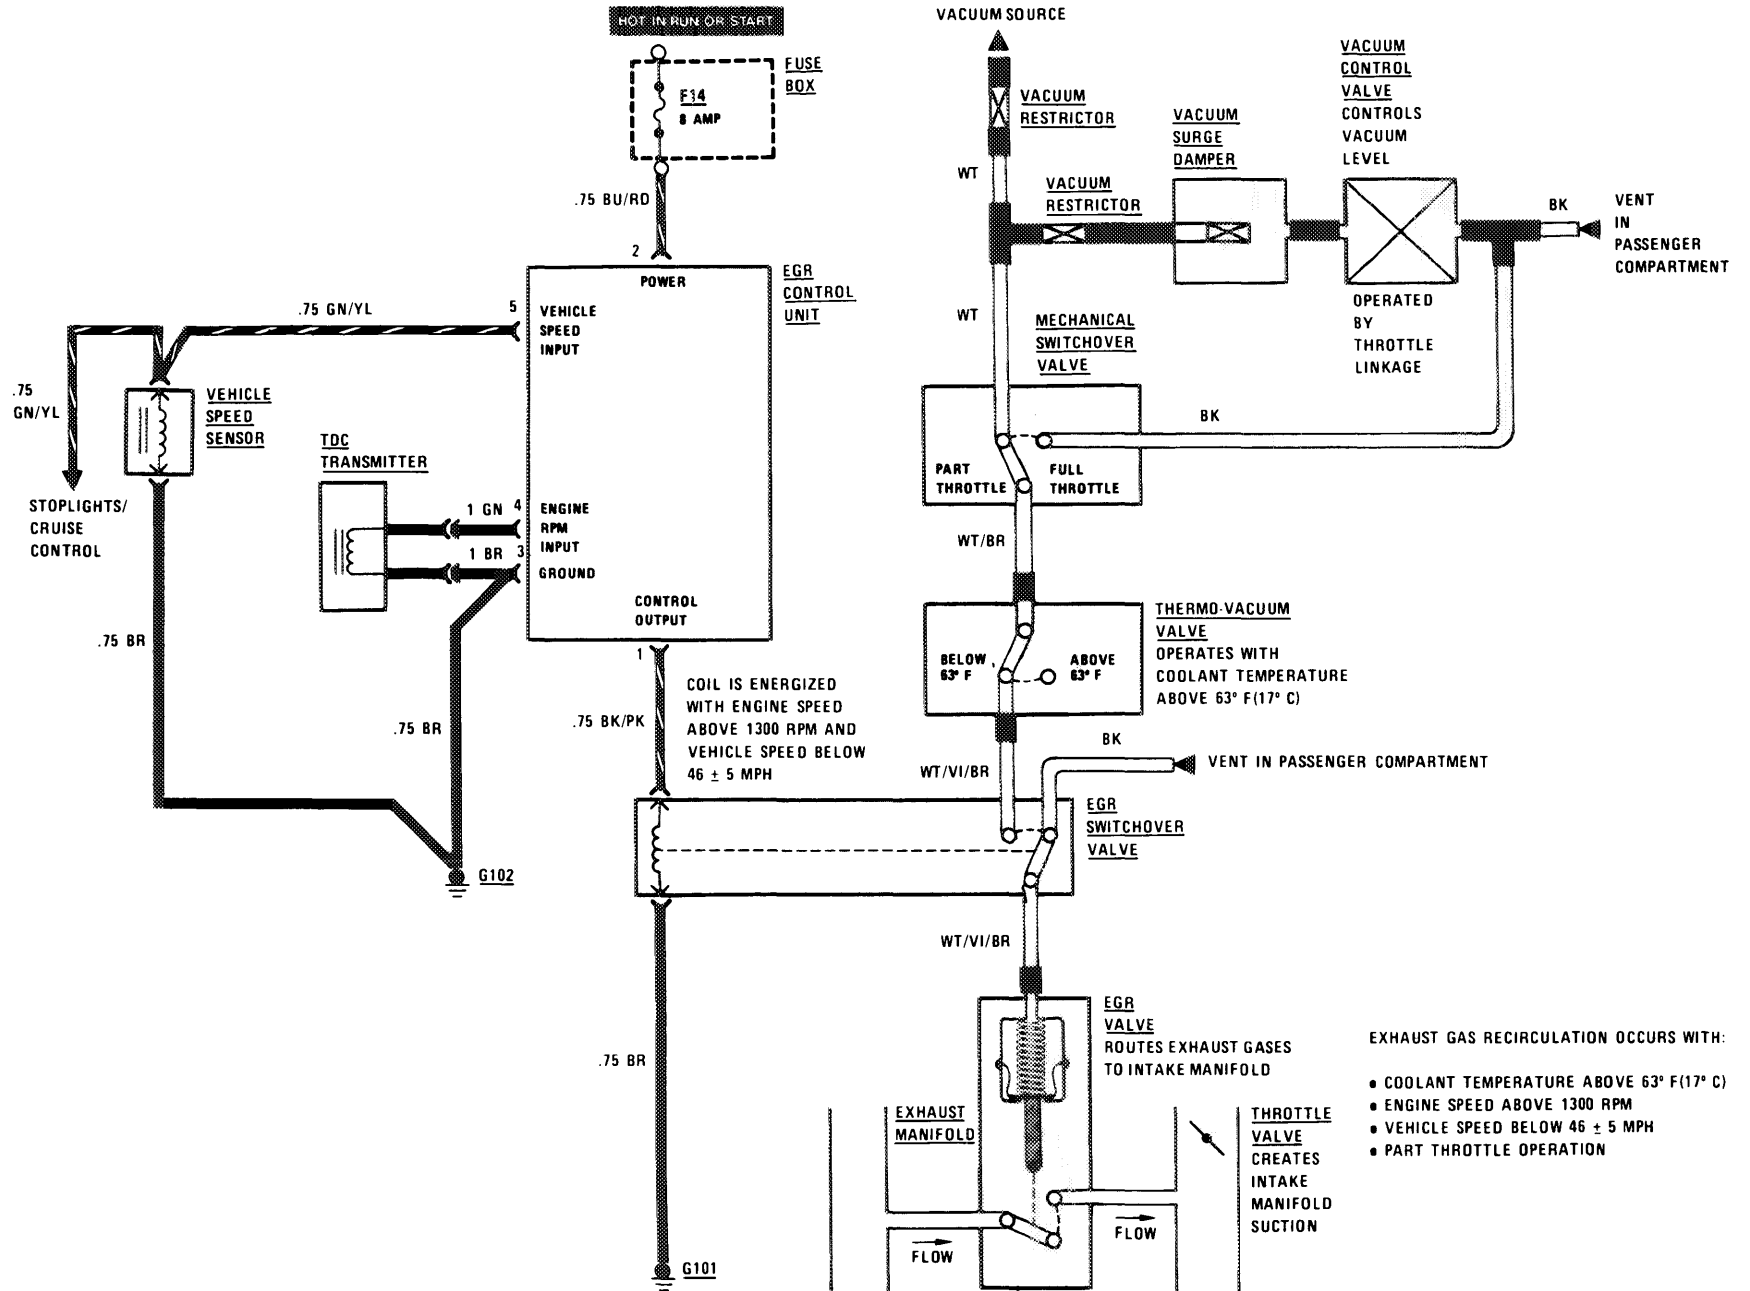 HOT IN RUN OR START
FUSE
BOX
F14
8 AMP
.75 BU/RD
2
POWER
EGR
CONTROL
UNIT
.75 GN/YL
5
VEHICLE
SPEED
INPUT
.75
GN/YL
VEHICLE
SPEED
SENSOR
STOPLIGHTS/
CRUISE
CONTROL
TDC
TRANSMITTER
1 GN
4
ENGINE
RPM
INPUT
1 BR
3
GROUND
CONTROL
OUTPUT
1
.75 BR
.75 BR
.75 BK/PK
COIL IS ENERGIZED
WITH ENGINE SPEED
ABOVE 1300 RPM AND
VEHICLE SPEED BELOW
46 ± 5 MPH
G102
.75 BR
G101
VACUUM SOURCE
VACUUM
RESTRICTOR
WT
VACUUM
RESTRICTOR
VACUUM
SURGE
DAMPER
VACUUM
CONTROL
VALVE
CONTROLS
VACUUM
LEVEL
BK
VENT
IN
PASSENGER
COMPARTMENT
OPERATED
BY
THROTTLE
LINKAGE
WT
MECHANICAL
SWITCHOVER
VALVE
BK
PART
THROTTLE
FULL
THROTTLE
WT/BR
THERMO-VACUUM
VALVE
OPERATES WITH
COOLANT TEMPERATURE
ABOVE 63° F(17° C)
BELOW
63° F
ABOVE
63° F
BK
VENT IN PASSENGER COMPARTMENT
WT/VI/BR
EGR
SWITCHOVER
VALVE
WT/VI/BR
EGR
VALVE
ROUTES EXHAUST GASES
TO INTAKE MANIFOLD
EXHAUST
MANIFOLD
THROTTLE
VALVE
CREATES
INTAKE
MANIFOLD
SUCTION
FLOW
FLOW
EXHAUST GAS RECIRCULATION OCCURS WITH:
• COOLANT TEMPERATURE ABOVE 63° F(17° C)
• ENGINE SPEED ABOVE 1300 RPM
• VEHICLE SPEED BELOW 46 ± 5 MPH
• PART THROTTLE OPERATION